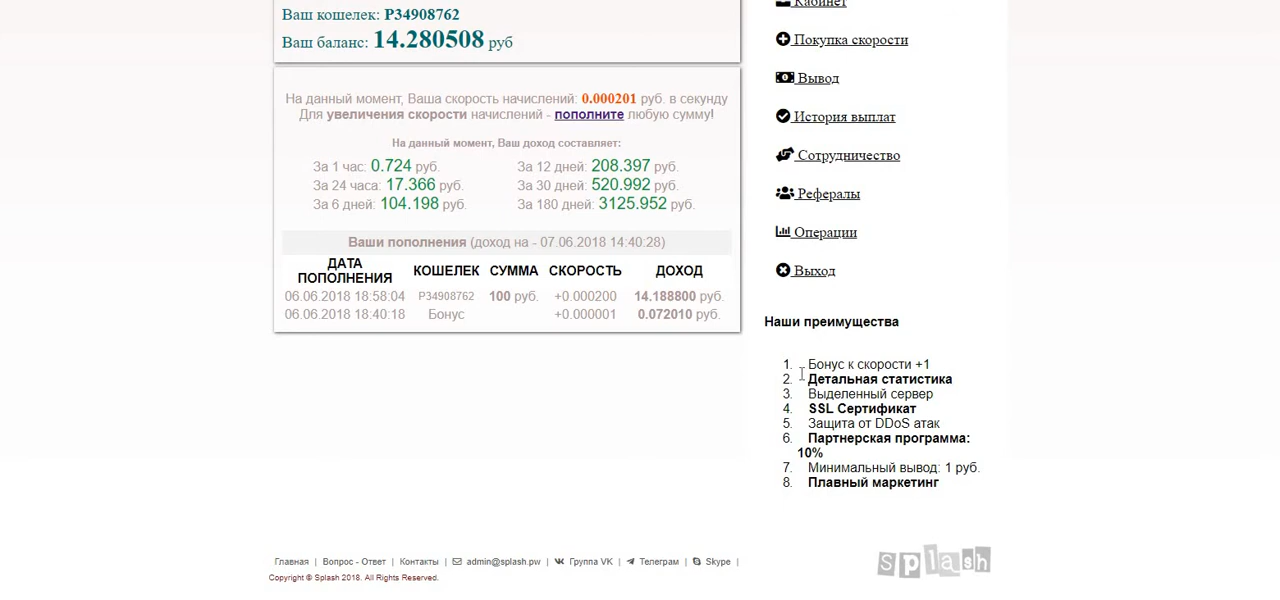 Ваш кошелек: P34908762
Ваш баланс: 14.280508 руб
На данный момент, Ваша скорость начислений: 0.000201 руб. в секунду
Для увеличения скорости начислений - пополните любую сумму!
На данный момент, Ваш доход составляет:
За 1 час: 0.724 руб. За 12 дней: 208.397 руб.
За 24 часа: 17.366 руб. За 30 дней: 520.992 руб.
За 6 дней: 104.198 руб. За 180 дней: 3125.952 руб.
Ваши пополнения (доход на - 07.06.2018 14:40:28)
ДАТА ПОПОЛНЕНИЯ КОШЕЛЕК СУММА СКОРОСТЬ ДОХОД
06.06.2018 18:58:04 P34908762 100 руб. +0.000200 14.188800 руб.
06.06.2018 18:40:18 Бонус +0.000001 0.072010 руб.
Кабинет
Покупка скорости
Вывод
История выплат
Сотрудничество
Рефералы
Операции
Выход
Наши преимущества
1. Бонус к скорости +1
2. Детальная статистика
3. Выделенный сервер
4. SSL Сертификат
5. Защита от DDoS атак
6. Партнерская программа:
10%
7. Минимальный вывод: 1 руб.
8. Плавный маркетинг
Главная | Вопрос - Ответ | Контакты | admin@splash.pw | Группа VK | Телеграм | Skype |
Copyright © Splash 2018. All Rights Reserved.
splash